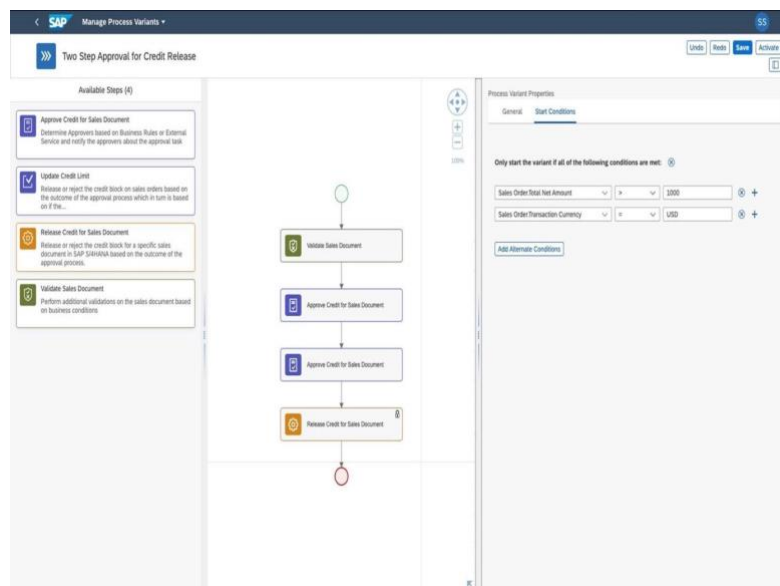 SAP Manage Process Variants
SS
Two Step Approval for Credit Release
Undo Redo Save Activate
Available Steps (4)
Approve Credit for Sales Document
Determine Approvers based on Business Rules or External
Service and notify the approvers about the approval task
Update Credit Limit
Release or reject the credit block on sales orders based on
the outcome of the approval process which in turn is based
on if the...
Release Credit for Sales Document
Release or reject the credit block for a specific sales
document in SAP S/4HANA based on the outcome of the
approval process.
Validate Sales Document
Perform additional validations on the sales document based
on business conditions
100%
Validate Sales Document
Approve Credit for Sales Document
Approve Credit for Sales Document
Release Credit for Sales Document
Process Variant Properties
General Start Conditions
Only start the variant if all of the following conditions are met:
Sales Order.Total Net Amount > 1000
Sales Order.Transaction Currency = USD
Add Alternate Conditions